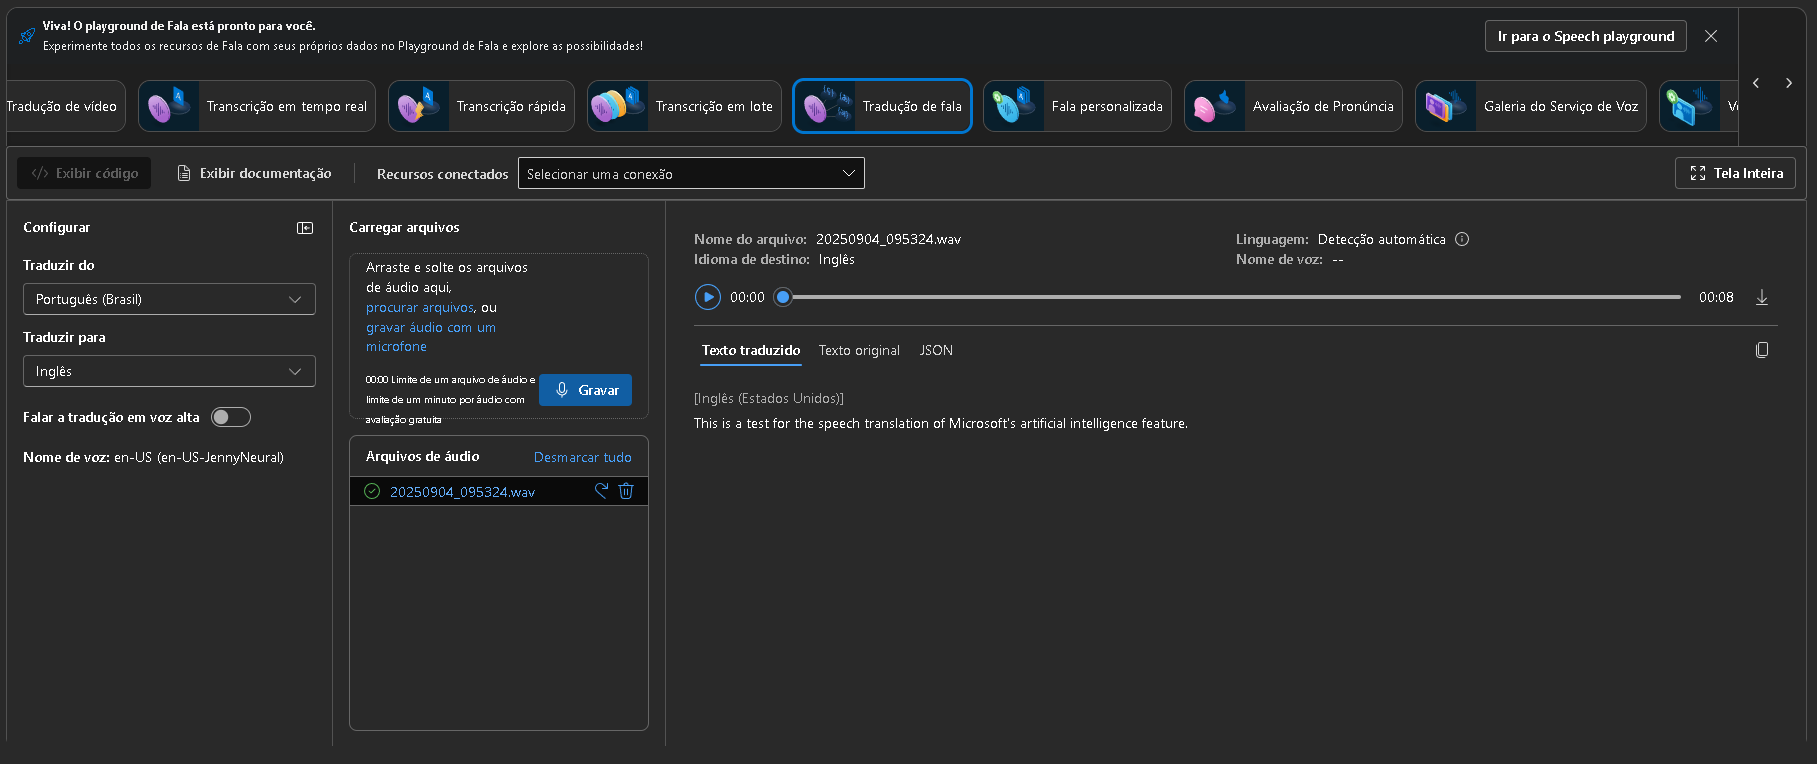 Viva! O playground de Fala está pronto para você.
Experimente todos os recursos de Fala com seus próprios dados no Playground de Fala e explore as possibilidades!
Ir para o Speech playground
Tradução de vídeo
Transcrição em tempo real
Transcrição rápida
Transcrição em lote
Tradução de fala
Fala personalizada
Avaliação de Pronúncia
Galeria do Serviço de Voz
</> Exibir código
Exibir documentação
Recursos conectados
Selecionar uma conexão
Tela Inteira
Configurar
Traduzir do
Português (Brasil)
Traduzir para
Inglês
Falar a tradução em voz alta
Nome de voz: en-US (en-US-JennyNeural)
Carregar arquivos
Arraste e solte os arquivos
de áudio aqui,
procurar arquivos, ou
gravar áudio com um
microfone
00:00 Limite de um arquivo de áudio e
limite de um minuto por áudio com
avaliação gratuita
Gravar
Arquivos de áudio
Desmarcar tudo
20250904_095324.wav
Nome do arquivo: 20250904_095324.wav
Idioma de destino: Inglês
Linguagem: Detecção automática
Nome de voz: --
00:00
00:08
Texto traduzido
Texto original
JSON
[Inglês (Estados Unidos)]
This is a test for the speech translation of Microsoft's artificial intelligence feature.